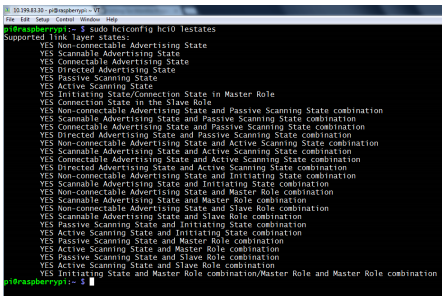 10.199.83.30 - pi@raspberrypi: ~ VT
File Edit Setup Control Window Help
pi@raspberrypi:~ $ sudo hciconfig hci0 lestates
Supported link layer states:
YES Non-connectable Advertising State
YES Scannable Advertising State
YES Connectable Advertising State
YES Directed Advertising State
YES Passive Scanning State
YES Active Scanning State
YES Initiating State/Connection State in Master Role
YES Connection State in the Slave Role
YES Non-connectable Advertising State and Passive Scanning State combination
YES Scannable Advertising State and Passive Scanning State combination
YES Connectable Advertising State and Passive Scanning State combination
YES Directed Advertising State and Passive Scanning State combination
YES Non-connectable Advertising State and Active Scanning State combination
YES Scannable Advertising State and Active Scanning State combination
YES Connectable Advertising State and Active Scanning State combination
YES Directed Advertising State and Active Scanning State combination
YES Non-connectable Advertising State and Initiating State combination
YES Scannable Advertising State and Initiating State combination
YES Non-connectable Advertising State and Master Role combination
YES Scannable Advertising State and Master Role combination
YES Non-connectable Advertising State and Slave Role combination
YES Scannable Advertising State and Slave Role combination
YES Passive Scanning State and Initiating State combination
YES Active Scanning State and Initiating State combination
YES Passive Scanning State and Master Role combination
YES Active Scanning State and Master Role combination
YES Passive Scanning State and Slave Role combination
YES Active Scanning State and Slave Role combination
YES Initiating State and Master Role combination/Master Role and Master Role combination
pi@raspberrypi:~ $